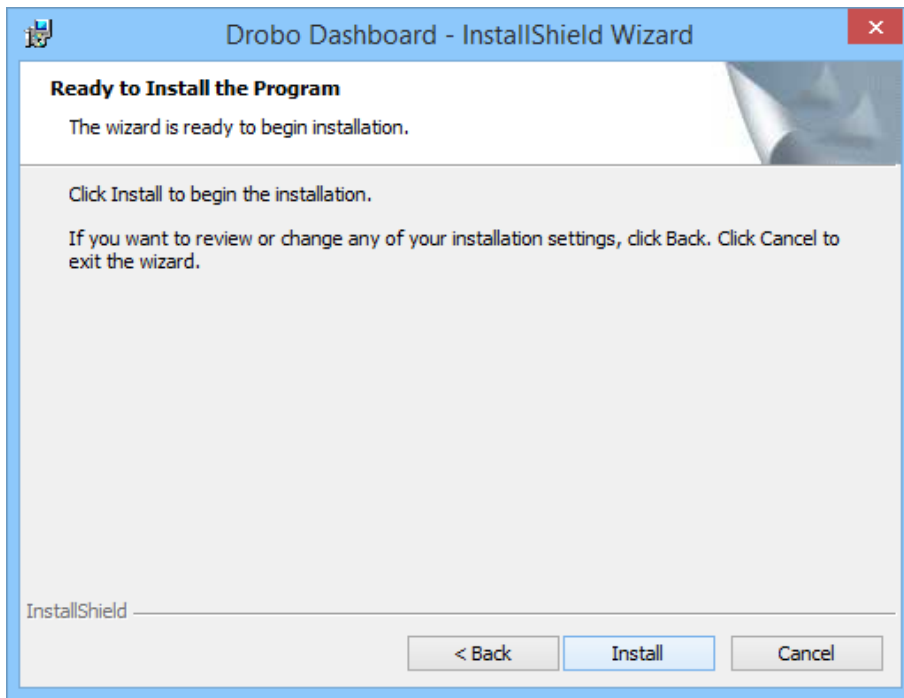 Drobo Dashboard - InstallShield Wizard
Ready to Install the Program
The wizard is ready to begin installation.
Click Install to begin the installation.
If you want to review or change any of your installation settings, click Back. Click Cancel to
exit the wizard.
InstallShield
< Back
Install
Cancel